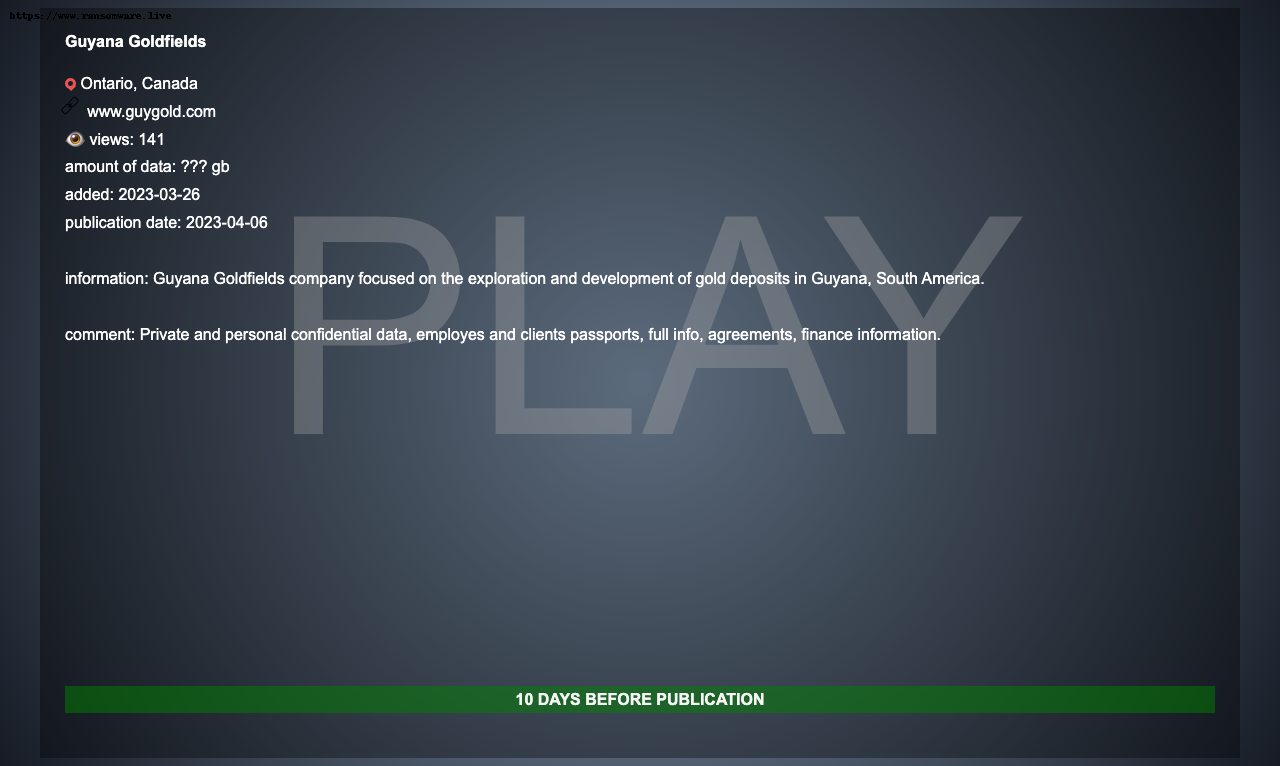 https://www.ransomware.live
Guyana Goldfields
Ontario, Canada
www.guygold.com
views: 141
amount of data: ??? gb
added: 2023-03-26
publication date: 2023-04-06
PLAY
information: Guyana Goldfields company focused on the exploration and development of gold deposits in Guyana, South America.
comment: Private and personal confidential data, employes and clients passports, full info, agreements, finance information.
10 DAYS BEFORE PUBLICATION